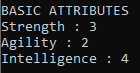 BASIC ATTRIBUTES
Strength : 3
Agility : 2
Intelligence : 4